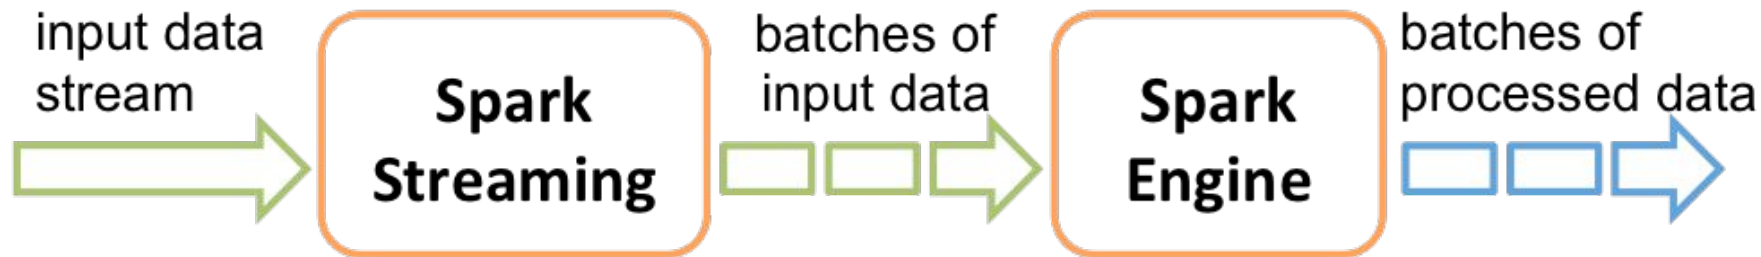 input data
stream
Spark
Streaming
batches of
input data
Spark
Engine
batches of
processed data